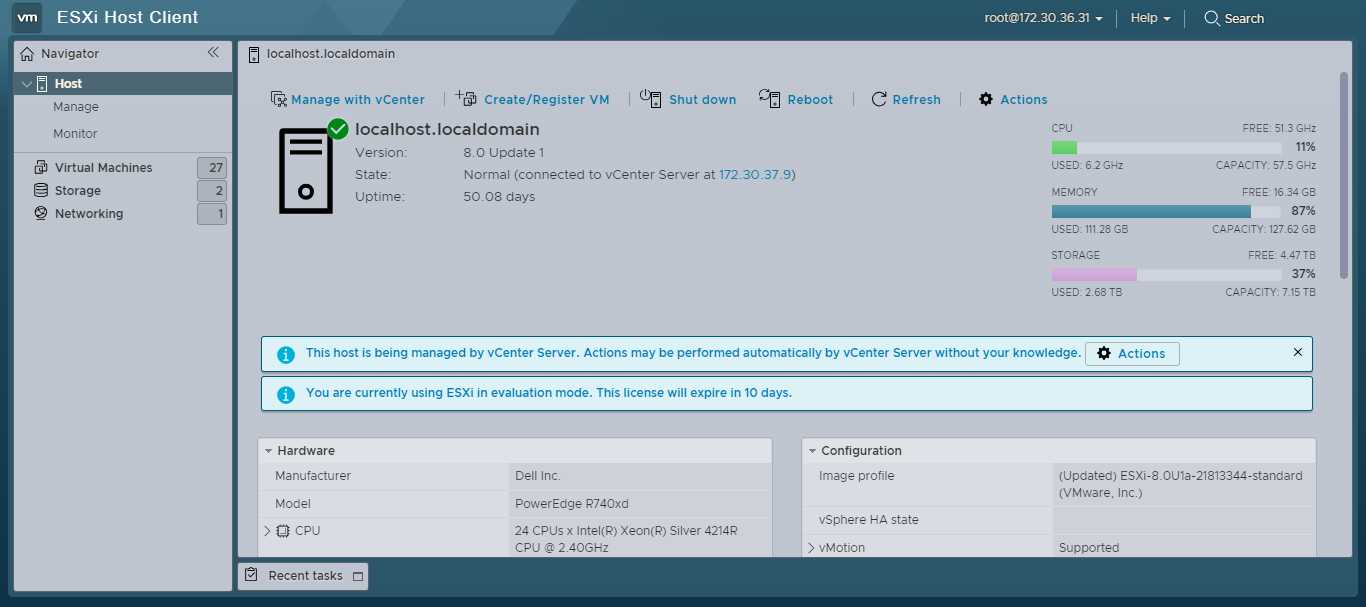 vm ESXi Host Client root@172.30.36.31 Help Search
Navigator
Host
Manage
Monitor
Virtual Machines 27
Storage 2
Networking 1
localhost.localdomain
Manage with vCenter Create/Register VM Shut down Reboot Refresh Actions
localhost.localdomain
Version: 8.0 Update 1
State: Normal (connected to vCenter Server at 172.30.37.9)
Uptime: 50.08 days
CPU FREE: 51.3 GHz
11%
USED: 6.2 GHz CAPACITY: 57.5 GHz
MEMORY FREE: 16.34 GB
87%
USED: 111.28 GB CAPACITY: 127.62 GB
STORAGE FREE: 4.47 TB
37%
USED: 2.68 TB CAPACITY: 7.15 TB
This host is being managed by vCenter Server. Actions may be performed automatically by vCenter Server without your knowledge. Actions
You are currently using ESXi in evaluation mode. This license will expire in 10 days.
Hardware
Manufacturer Dell Inc.
Model PowerEdge R740xd
CPU 24 CPUs x Intel(R) Xeon(R) Silver 4214R
CPU @ 2.40GHz
Configuration
Image profile (Updated) ESXi-8.0U1a-21813344-standard
(VMware, Inc.)
vSphere HA state
vMotion Supported
Recent tasks